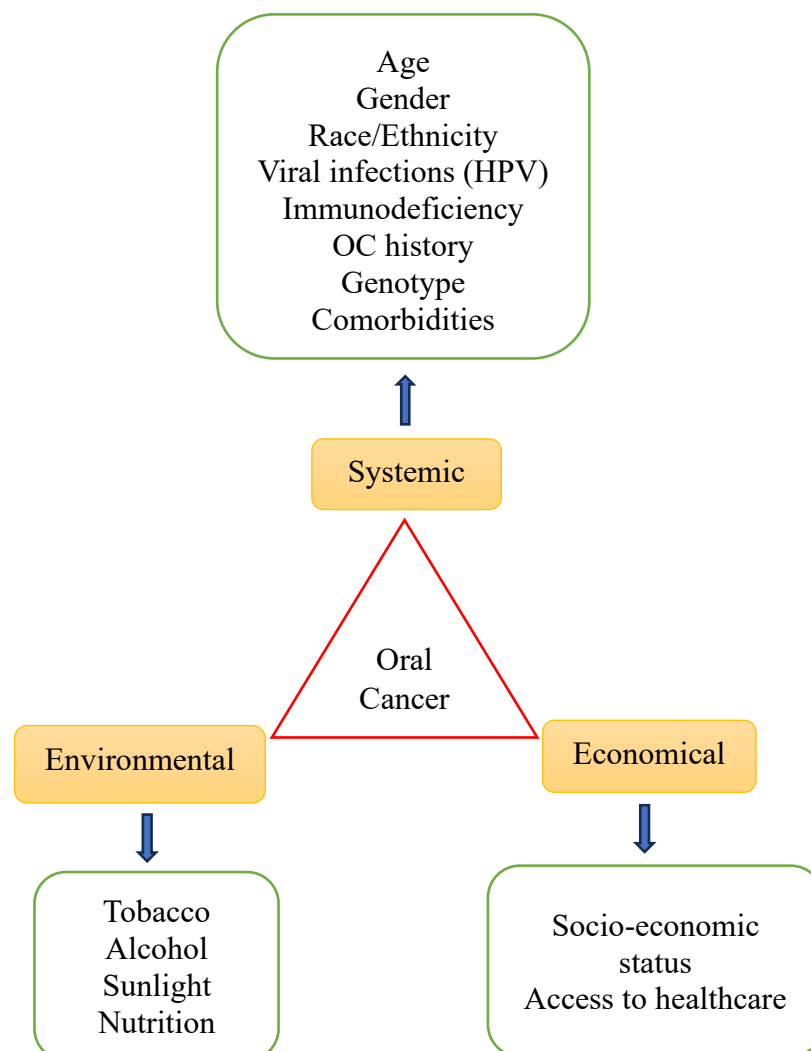 Age
Gender
Race/Ethnicity
Viral infections (HPV)
Immunodeficiency
OC history
Genotype
Comorbidities
Systemic
Oral
Cancer
Environmental
Economical
Tobacco
Alcohol
Sunlight
Nutrition
Socio-economic
status
Access to healthcare